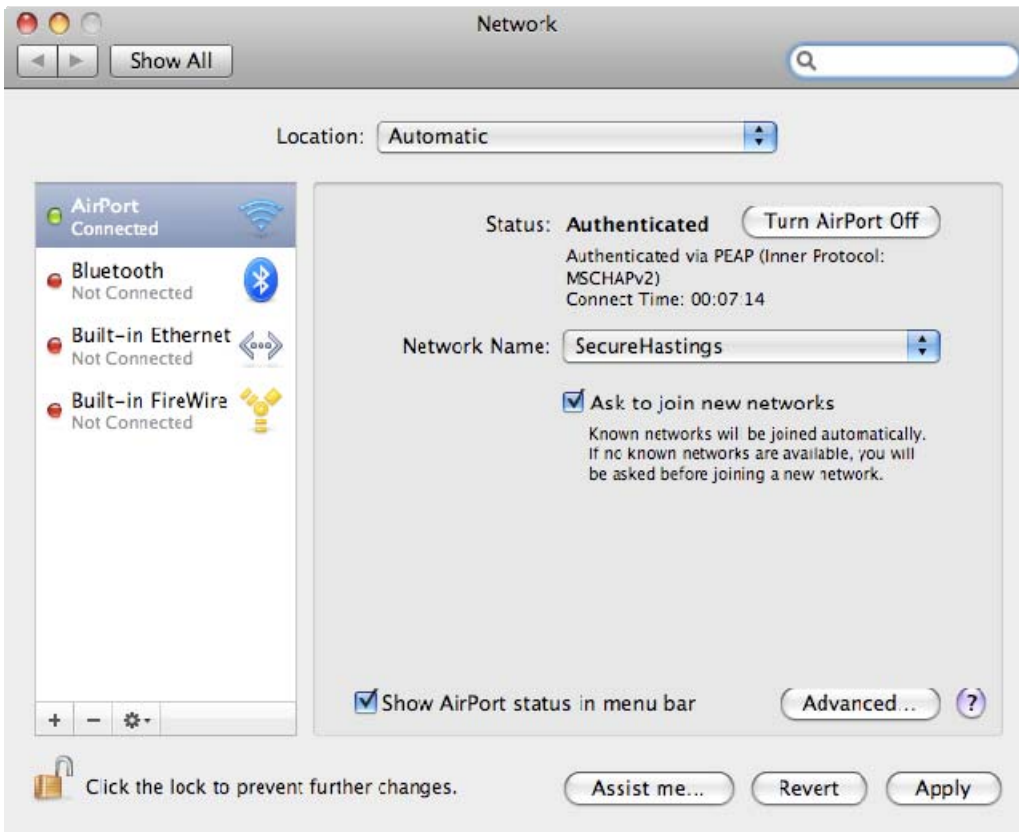 Network
Show All
Location: Automatic
AirPort
Connected
Bluetooth
Not Connected
Built-in Ethernet
Not Connected
Built-in FireWire
Not Connected
Status: Authenticated Turn AirPort Off
Authenticated via PEAP (Inner Protocol:
MSCHAPv2)
Connect Time: 00:07:14
Network Name: SecureHastings
Ask to join new networks
Known networks will be joined automatically.
If no known networks are available, you will
be asked before joining a new network.
Show AirPort status in menu bar Advanced... ?
Click the lock to prevent further changes. Assist me... Revert Apply